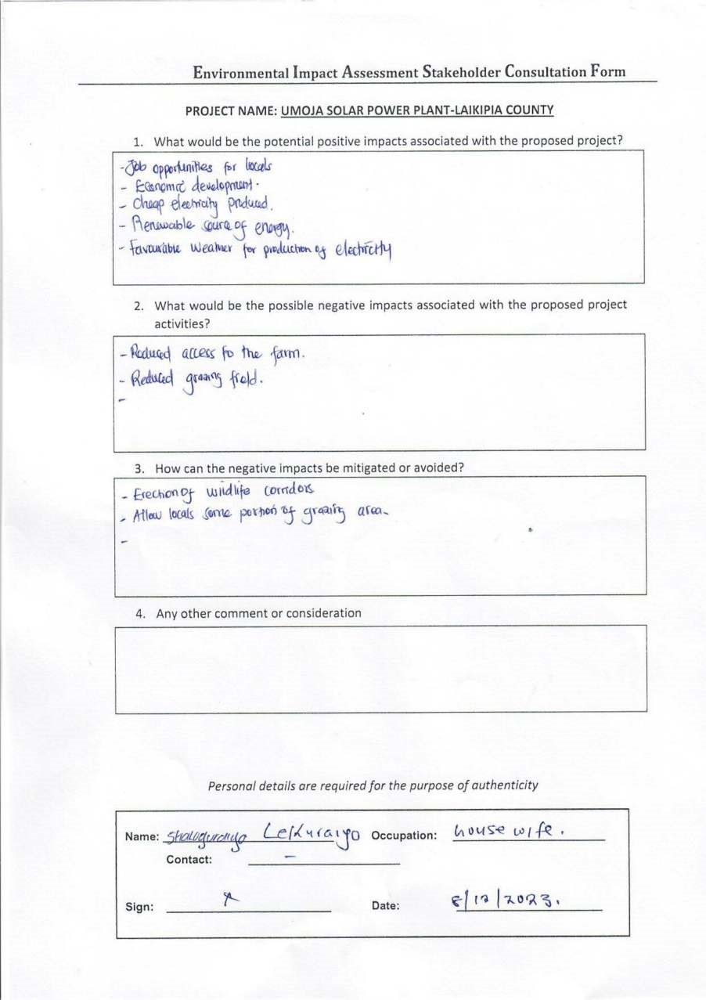 Environmental Impact Assessment Stakeholder Consultation Form
PROJECT NAME: UMOJA SOLAR POWER PLANT-LAIKIPIA COUNTY
1. What would be the potential positive impacts associated with the proposed project?
- Job opportunities for locals
- Economic development.
- Cheap electricity produced.
- Renewable source of energy.
- Favourable weather for production of electricity
2. What would be the possible negative impacts associated with the proposed project
activities?
- Reduced access to the farm.
- Reduced grazing field.
-
3. How can the negative impacts be mitigated or avoided?
- Erection of wildlife corridors
- Allow locals some portion of grazing area.
-
4. Any other comment or consideration
Personal details are required for the purpose of authenticity
Name: Occupation: house wife.
Contact: -
Sign: Date: 8/12/2023.